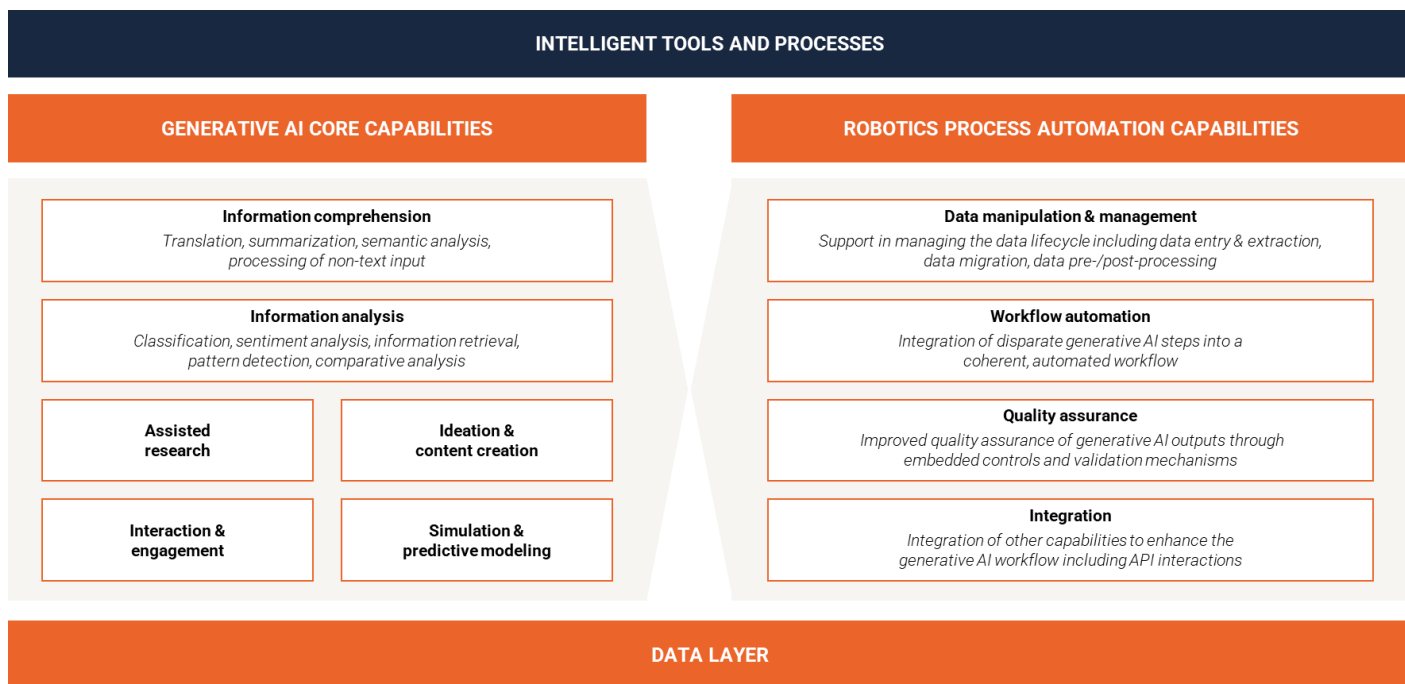 INTELLIGENT TOOLS AND PROCESSES
GENERATIVE AI CORE CAPABILITIES
Information comprehension
Translation, summarization, semantic analysis,
processing of non-text input
Information analysis
Classification, sentiment analysis, information retrieval,
pattern detection, comparative analysis
Assisted
research
Ideation &
content creation
Interaction &
engagement
Simulation &
predictive modeling
ROBOTICS PROCESS AUTOMATION CAPABILITIES
Data manipulation & management
Support in managing the data lifecycle including data entry & extraction,
data migration, data pre-/post-processing
Workflow automation
Integration of disparate generative AI steps into a
coherent, automated workflow
Quality assurance
Improved quality assurance of generative AI outputs through
embedded controls and validation mechanisms
Integration
Integration of other capabilities to enhance the
generative AI workflow including API interactions
DATA LAYER